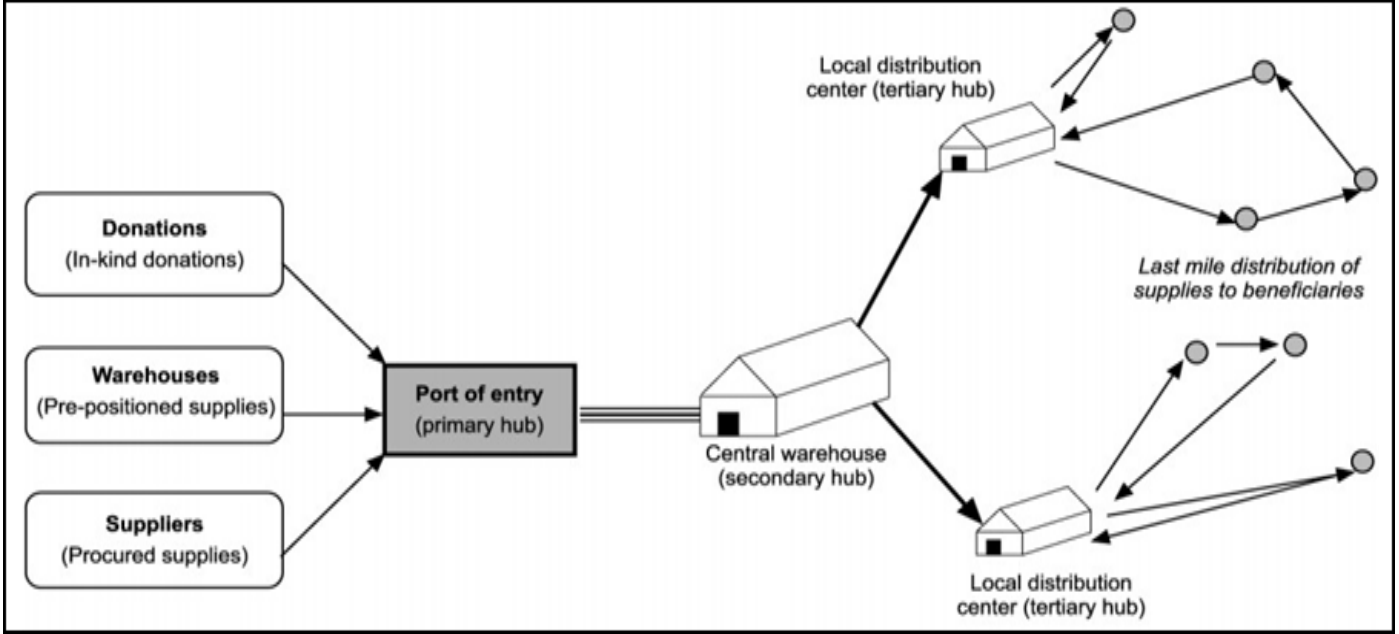 Donations
(In-kind donations)
Warehouses
(Pre-positioned supplies)
Suppliers
(Procured supplies)
Port of entry
(primary hub)
Central warehouse
(secondary hub)
Local distribution
center (tertiary hub)
Last mile distribution of
supplies to beneficiaries
Local distribution
center (tertiary hub)